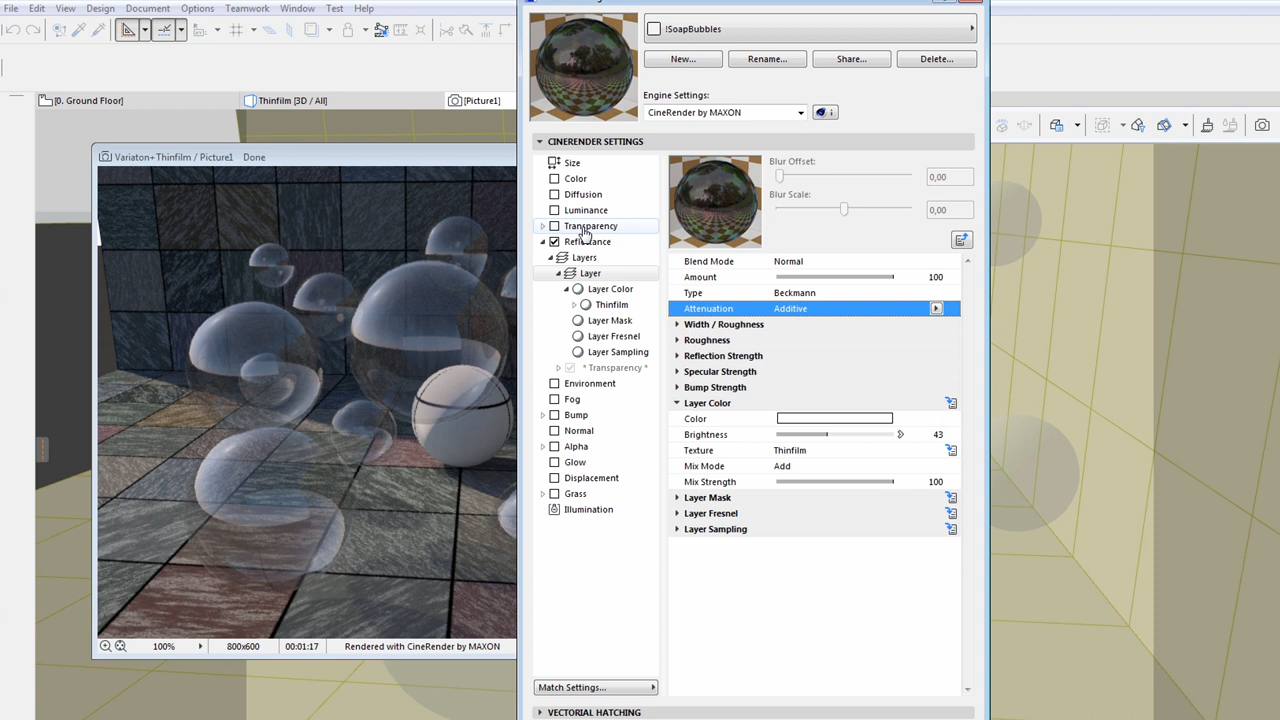 File Edit View Design Document Options Teamwork Window Test Help
!SoapBubbles
New... Rename... Share... Delete...
Engine Settings:
CineRender by MAXON
i
[0. Ground Floor]
Thinfilm [3D / All]
[Picture1]
CINERENDER SETTINGS
Variaton+Thinfilm / Picture1 Done
Size
Color
Diffusion
Luminance
Transparency
Reflectance
Layers
Layer
Layer Color
Thinfilm
Layer Mask
Layer Fresnel
Layer Sampling
* Transparency *
Environment
Fog
Bump
Normal
Alpha
Glow
Displacement
Grass
Illumination
Blur Offset:
0,00
Blur Scale:
0,00
Blend Mode Normal
Amount 100
Type Beckmann
Attenuation Additive
Width / Roughness
Roughness
Reflection Strength
Specular Strength
Bump Strength
Layer Color
Color
Brightness 43
Texture Thinfilm
Mix Mode Add
Mix Strength 100
Layer Mask
Layer Fresnel
Layer Sampling
100% 800x600 00:01:17 Rendered with CineRender by MAXON
Match Settings...
VECTORIAL HATCHING